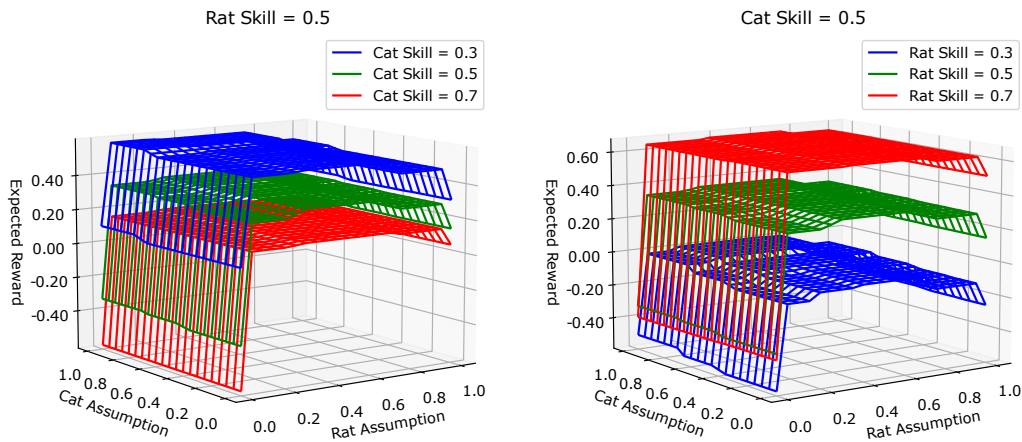 Rat Skill = 0.5
Cat Skill = 0.3
Cat Skill = 0.5
Cat Skill = 0.7
Expected Reward
0.40
0.20
0.00
-0.20
-0.40
1.0
0.8
0.6
0.4
0.2
0.0
Cat Assumption
0.0
0.2
0.4
0.6
0.8
1.0
Rat Assumption
Cat Skill = 0.5
Rat Skill = 0.3
Rat Skill = 0.5
Rat Skill = 0.7
Expected Reward
0.60
0.40
0.20
0.00
-0.20
-0.40
1.0
0.8
0.6
0.4
0.2
0.0
Cat Assumption
0.0
0.2
0.4
0.6
0.8
1.0
Rat Assumption